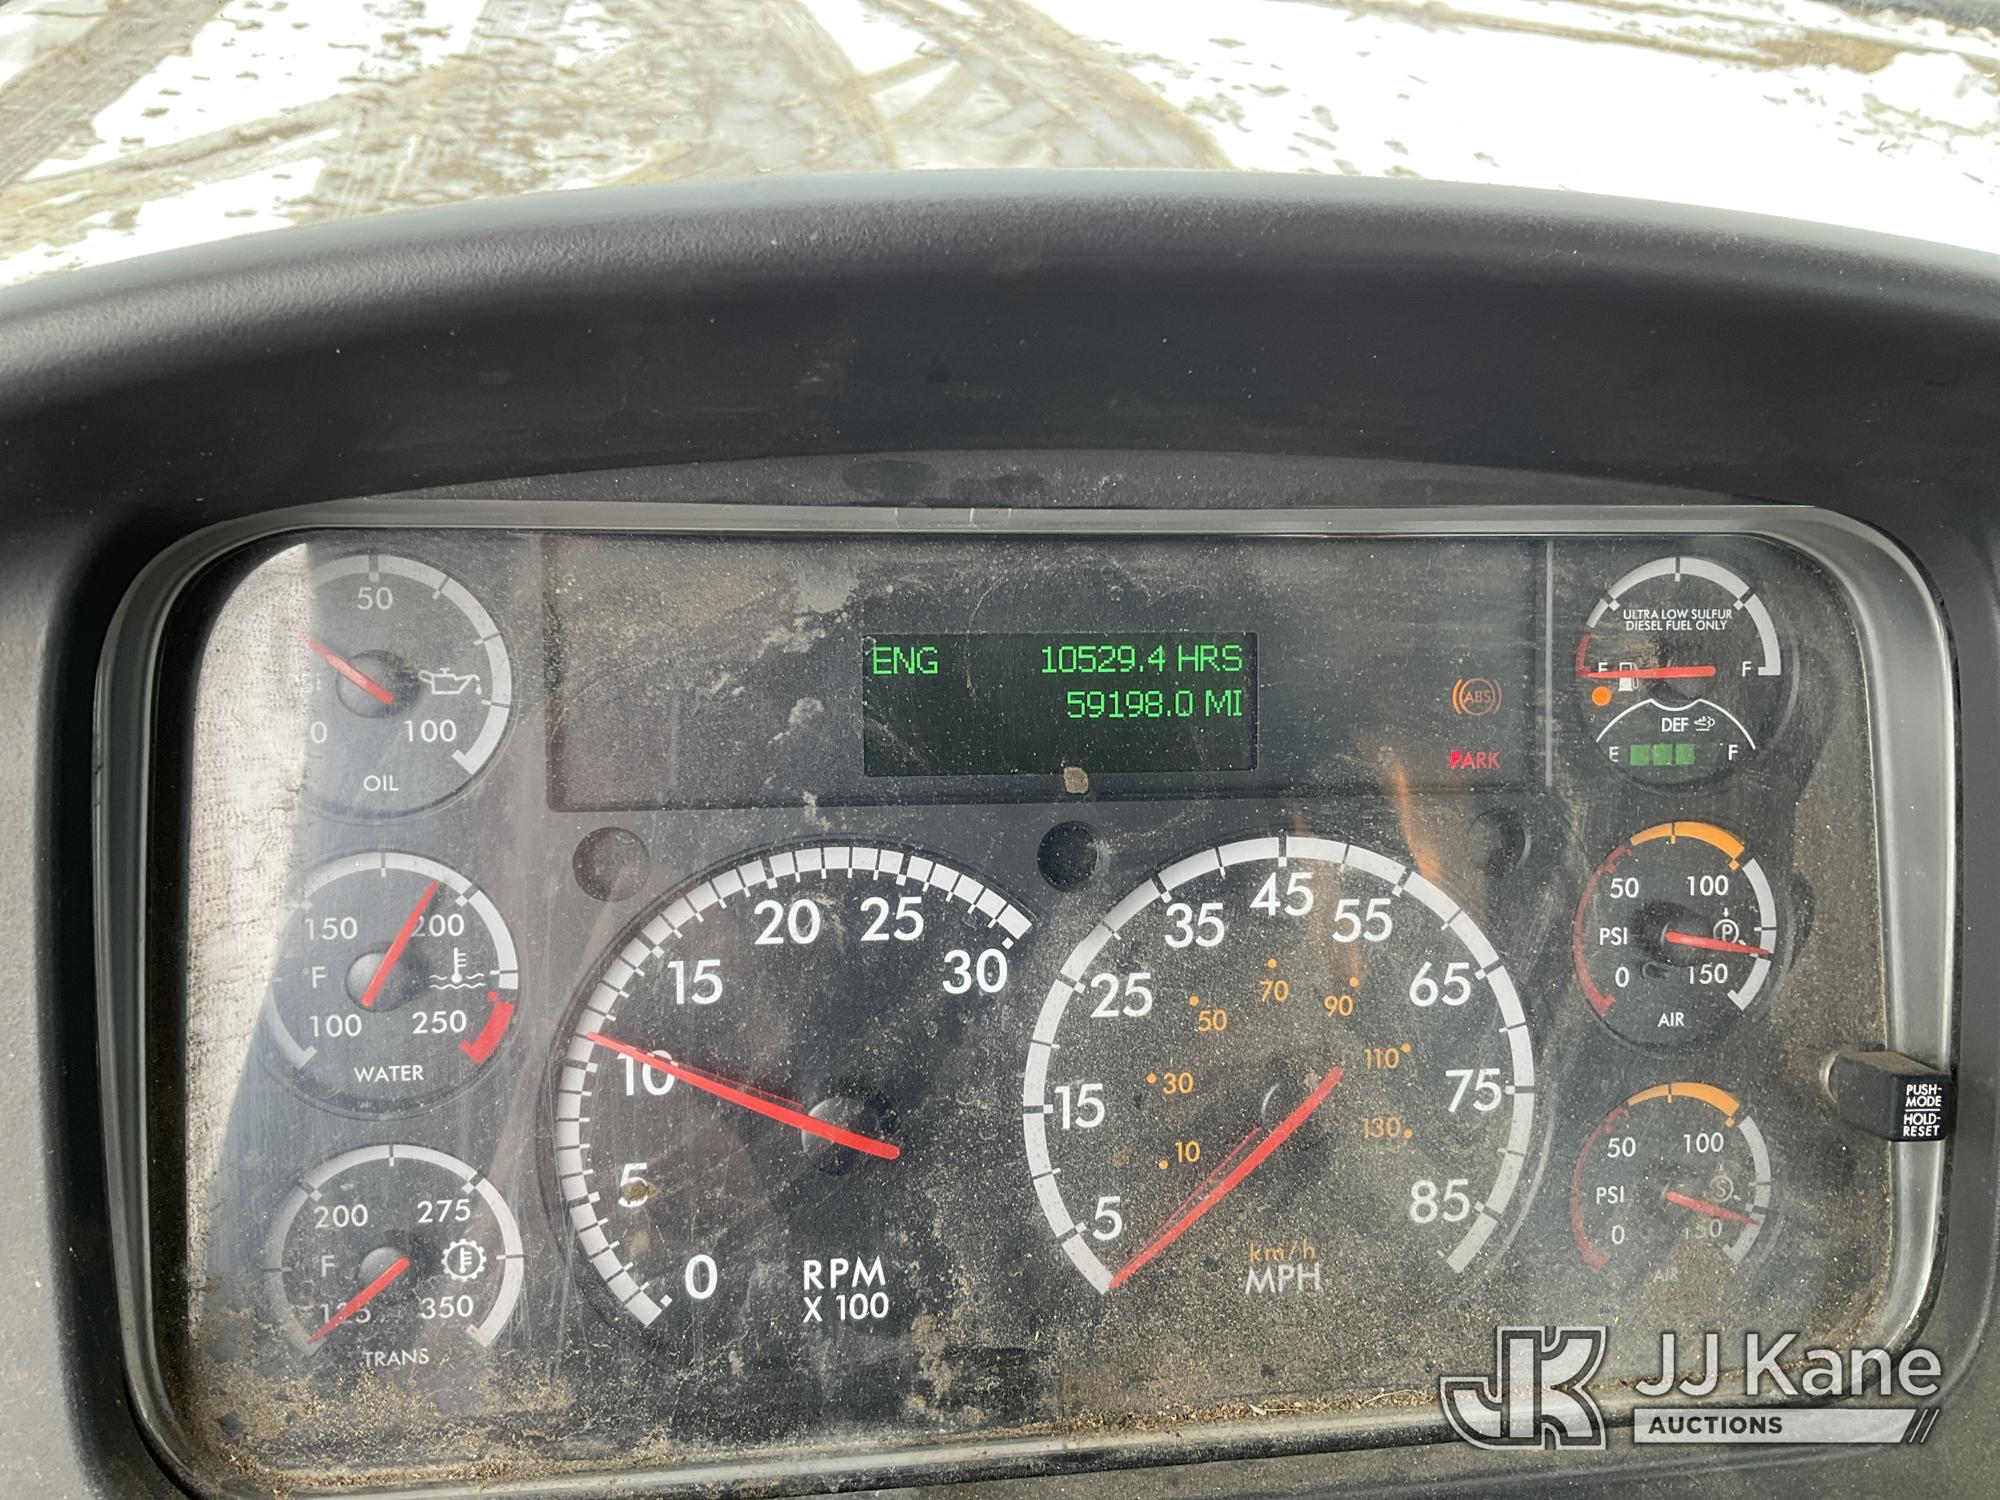 ENG 10529.4 HRS
59198.0 MI
ABS
PARK
50
0 100
OIL
ULTRA LOW SULFUR
DIESEL FUEL ONLY
E F
DEF
E F
150 200
°F
100 250
WATER
200 275
F
135 350
TRANS
0 5 10 15 20 25 30
RPM
X 100
5 15 25 35 45 55 65 75 85
10 30 50 70 90 110 130
km/h
MPH
50 100
PSI P
0 150
AIR
50 100
PSI S
0 150
AIR
PUSH-
MODE
HOLD-
RESET
JK JJ Kane
AUCTIONS